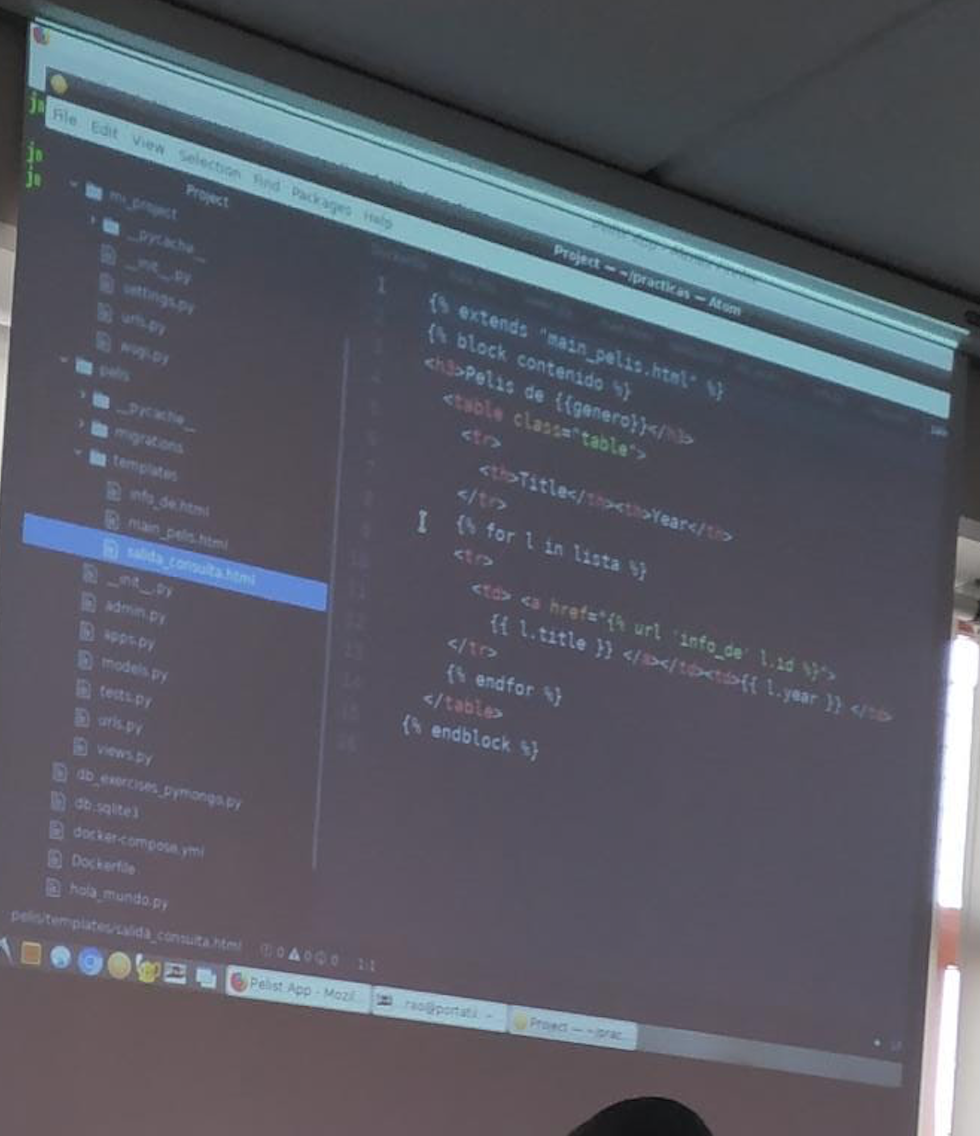 File Edit View Selection Find Packages Help
Project — ~/practicas — Atom
Project
mi_project
__pycache__
__init__.py
settings.py
urls.py
wsgi.py
pelis
__pycache__
migrations
templates
info_de.html
main_pelis.html
salida_consulta.html
__init__.py
admin.py
apps.py
models.py
tests.py
urls.py
views.py
db_exercises_pymongo.py
db.sqlite3
docker-compose.yml
Dockerfile
hola_mundo.py
1 {% extends "main_pelis.html" %}
{% block contenido %}
<h3>Pelis de {{genero}}</h3>
<table class="table">
<tr>
<th>Title</th><th>Year</th>
</tr>
{% for l in lista %}
<tr>
<td> <a href="{% url 'info_de' l.id %}">
{{ l.title }} </a></td><td>{{ l.year }} </td>
</tr>
{% endfor %}
</table>
{% endblock %}
pelis/templates/salida_consulta.html 0 0 0 1:1
Pelist App - Mozil... Project — ~/prac...